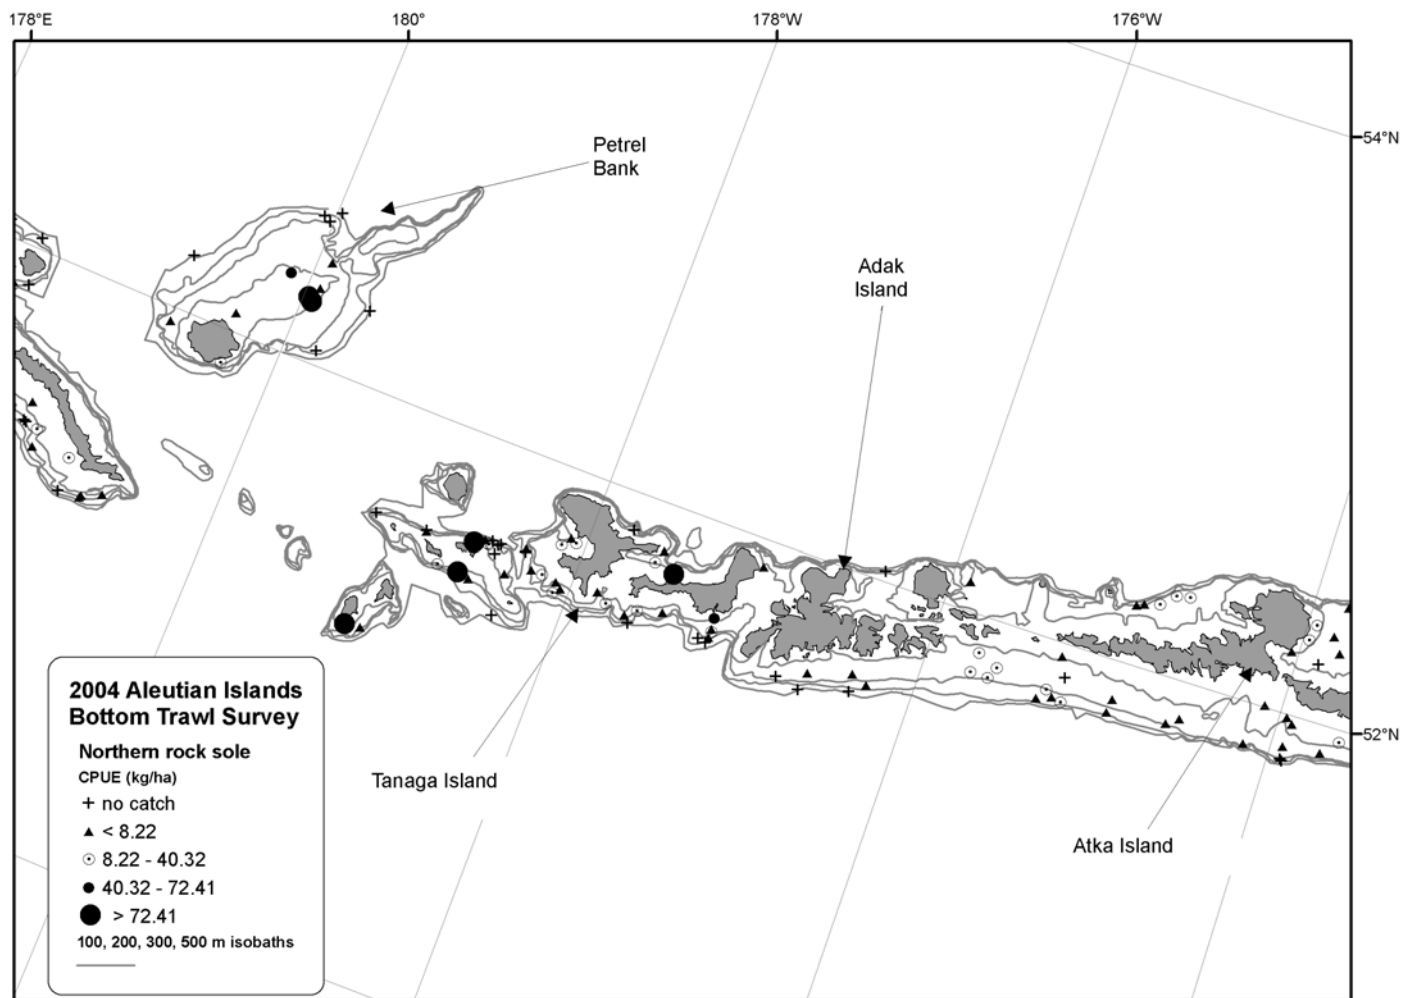 178°E
180°
178°W
176°W
54°N
Petrel
Bank
Adak
Island
2004 Aleutian Islands
Bottom Trawl Survey
Northern rock sole
CPUE (kg/ha)
no catch
< 8.22
8.22 - 40.32
40.32 - 72.41
> 72.41
100, 200, 300, 500 m isobaths
52°N
Tanaga Island
Atka Island